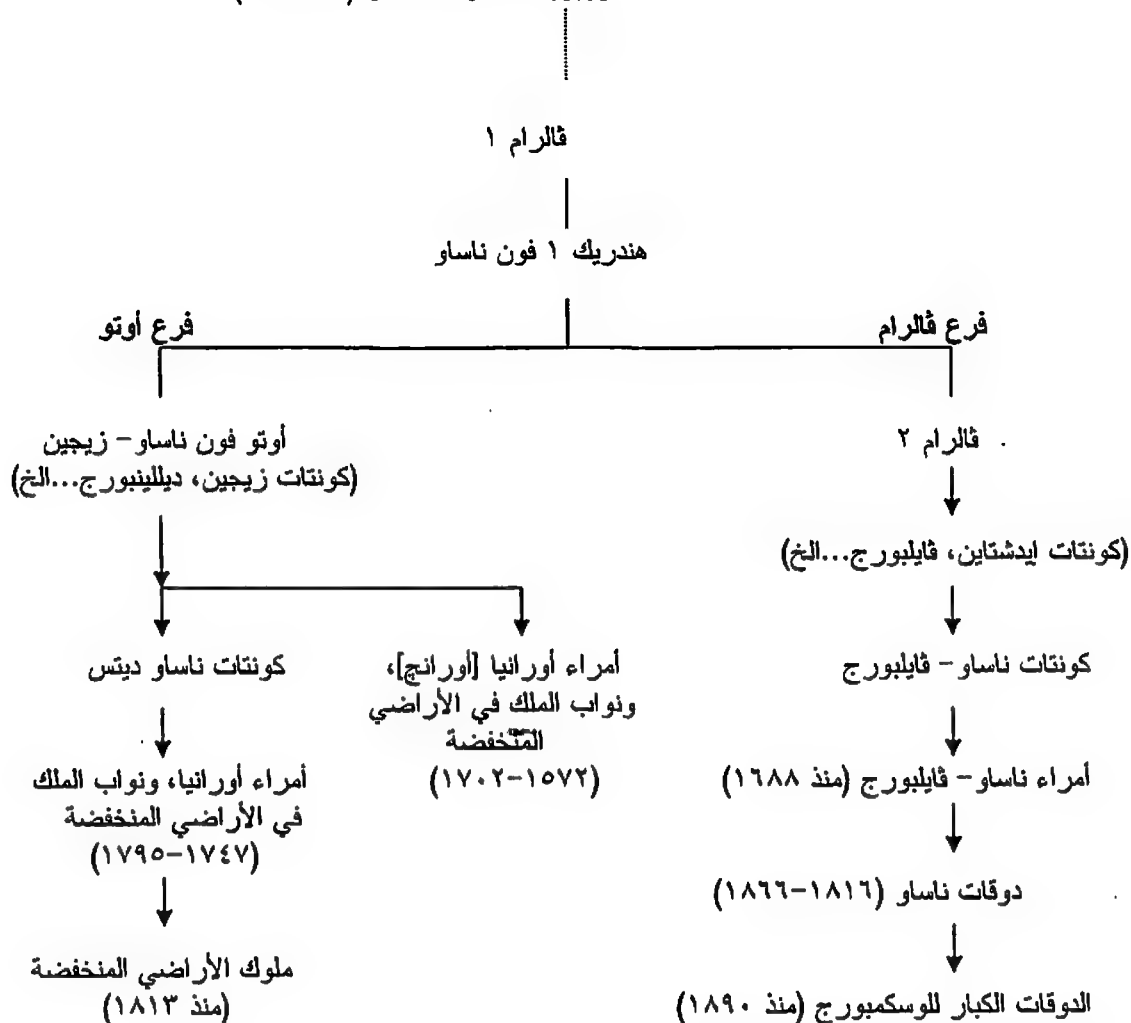 ڤالرام ١
هندريك ١ فون ناساو
فرع ڤالرام
فرع أوتو
ڤالرام ٢
(كونتات ايدشتاين، ڤايلبورج...الخ)
كونتات ناساو – ڤايلبورج
أمراء ناساو – ڤايلبورج (منذ ١٦٨٨)
دوقات ناساو (١٨١٦–١٨٦٦)
الدوقات الكبار للوسكمبورج (منذ ١٨٩٠)
أوتو فون ناساو – زيجين
(كونتات زيجين، ديللينبورج...الخ)
أمراء أورانيا [أورانچ]،
ونواب الملك في الأراضي
المنخفضة
(١٥٧٢–١٧٠٢)
كونتات ناساو ديتس
أمراء أورانيا، ونواب الملك
في الأراضي المنخفضة
(١٧٤٧–١٧٩٥)
ملوك الأراضي المنخفضة
(منذ ١٨١٣)